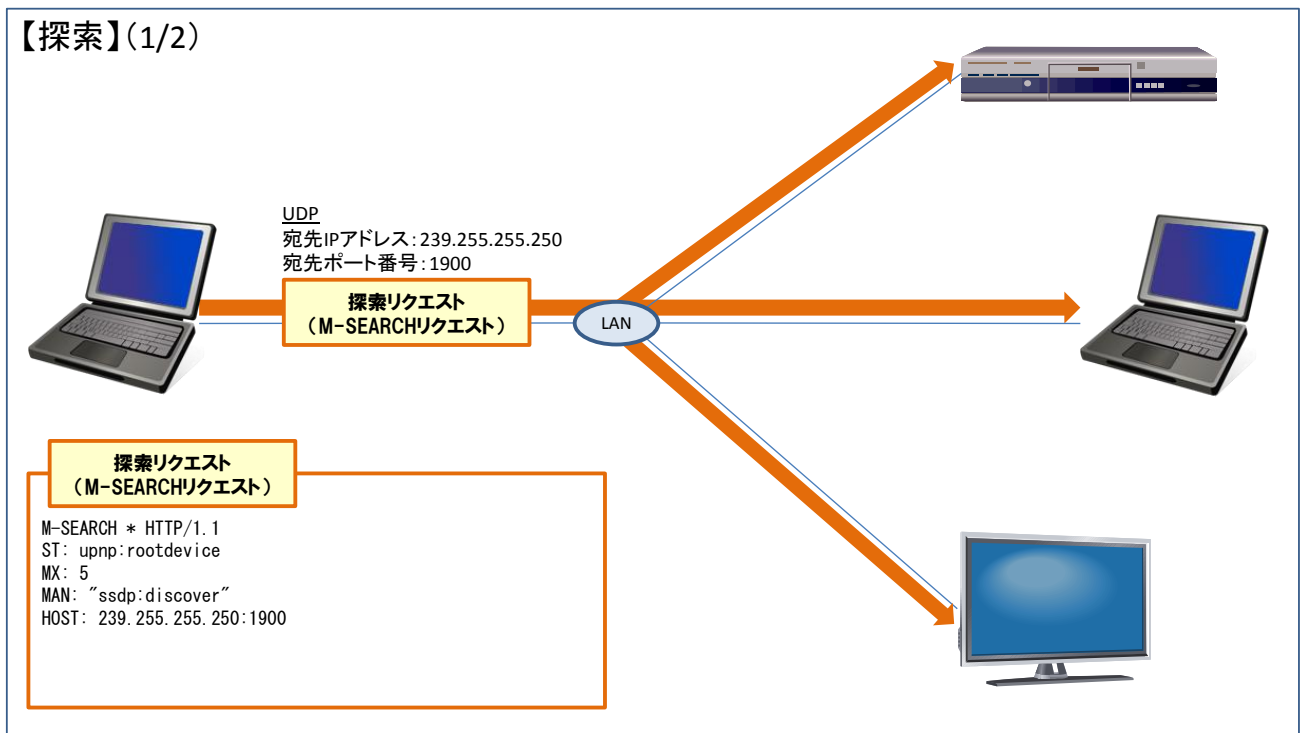 【探索】(1/2)
UDP
宛先IPアドレス:239.255.255.250
宛先ポート番号:1900
探索リクエスト
(M-SEARCHリクエスト)
LAN
探索リクエスト
(M-SEARCHリクエスト)
M-SEARCH * HTTP/1.1
ST: upnp:rootdevice
MX: 5
MAN: "ssdp:discover"
HOST: 239.255.255.250:1900